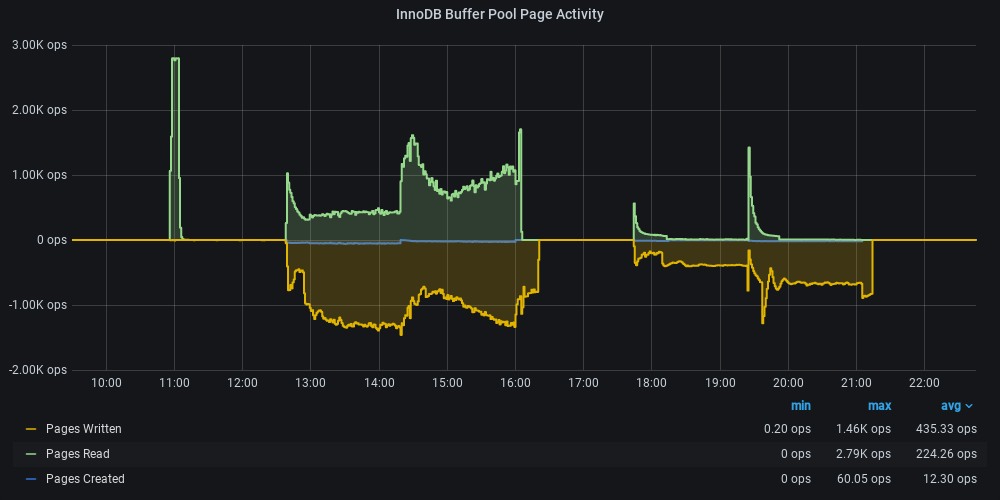 InnoDB Buffer Pool Page Activity
3.00K ops
2.00K ops
1.00K ops
0 ops
-1.00K ops
-2.00K ops
10:00 11:00 12:00 13:00 14:00 15:00 16:00 17:00 18:00 19:00 20:00 21:00 22:00
min max avg
Pages Written 0.20 ops 1.46K ops 435.33 ops
Pages Read 0 ops 2.79K ops 224.26 ops
Pages Created 0 ops 60.05 ops 12.30 ops